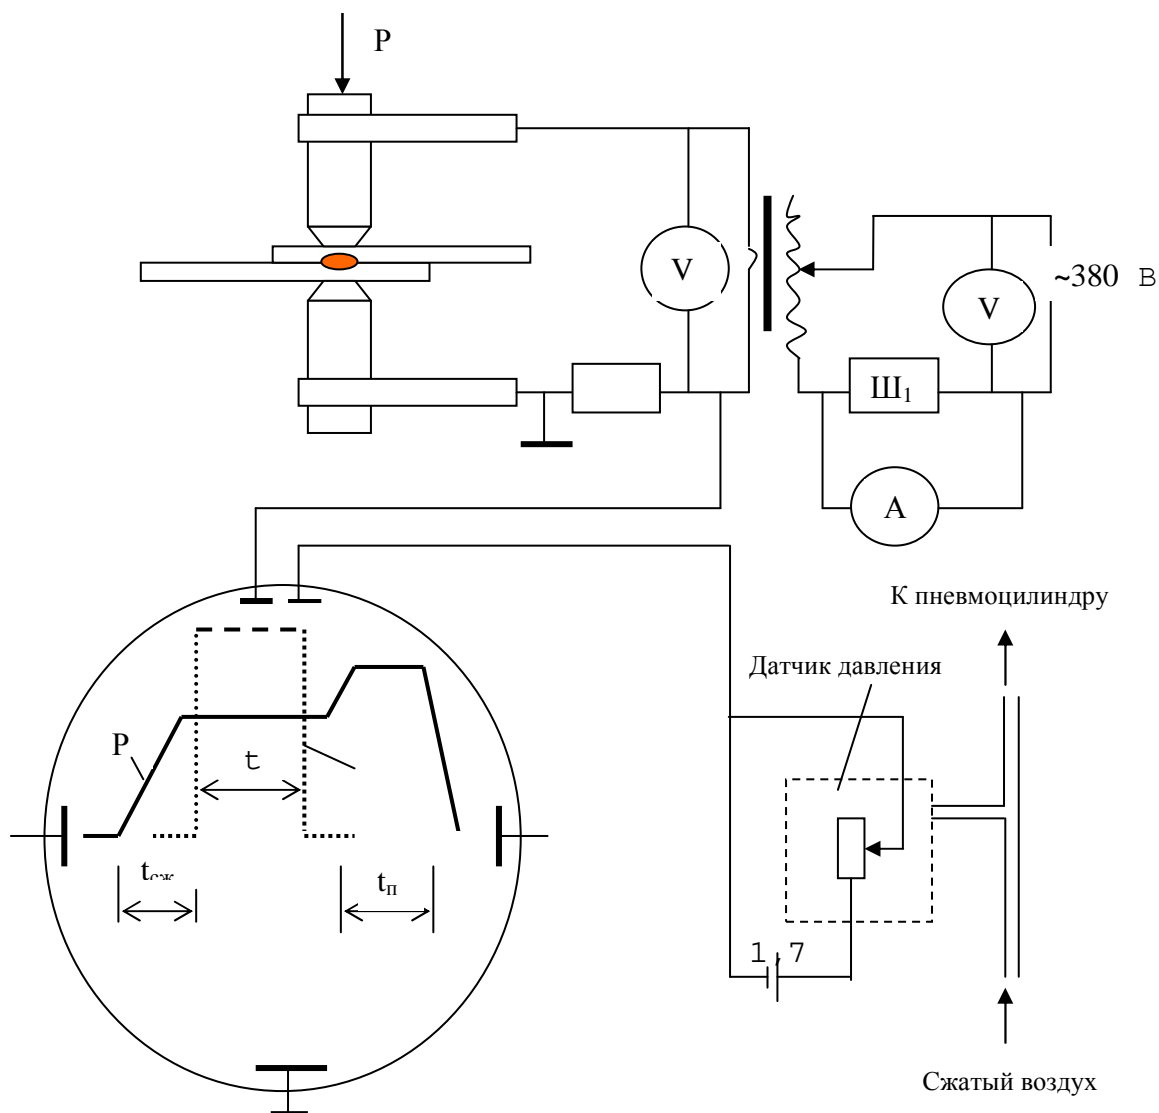 P
V
~380 В
V
Ш₁
А
К пневмоцилиндру
Датчик давления
P
t
tсж
tп
1,7
Сжатый воздух